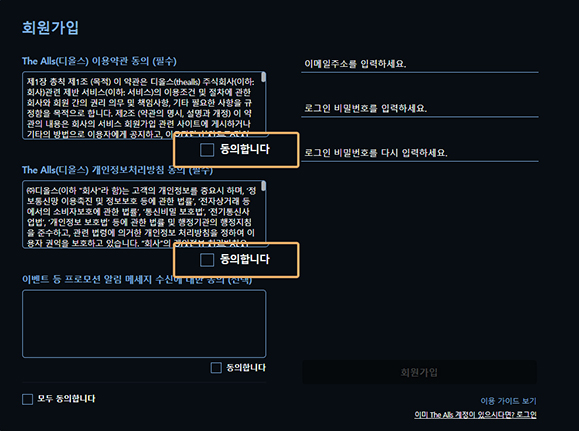 회원가입
The Alls(디올스) 이용약관 동의 (필수)
제1장 총칙 제1조 (목적) 이 약관은 디올스(thealls) 주식회사(이하:
회사)관련 제반 서비스(이하: 서비스)의 이용조건 및 절차에 관한
회사와 회원 간의 권리 의무 및 책임사항, 기타 필요한 사항을 규
정함을 목적으로 합니다. 제2조 (약관의 명시, 설명과 개정) 이 약
관의 내용은 회사의 서비스 회원가입 관련 사이트에 게시하거나
기타의 방법으로 이용자에게 공지하고,
동의합니다
The Alls(디올스) 개인정보처리방침 동의 (필수)
㈜디올스(이하 "회사"라 함)는 고객의 개인정보를 중요시 하며, '정
보통신망 이용촉진 및 정보보호 등에 관한 법률', '전자상거래 등
에서의 소비자보호에 관한 법률', '통신비밀 보호법', '전기통신사
업법', '개인정보 보호법' 등에 관한 법률 및 행정기관의 행정지침
을 준수하고, 관련 법령에 의거한 개인정보 처리방침을 정하여 이
용자 권익을 보호하고 있습니다. "회사"의
동의합니다
이벤트 등 프로모션 알림 메세지 수신에 대한 동의 (선택)
동의합니다
모두 동의합니다
이메일주소를 입력하세요.
로그인 비밀번호를 입력하세요.
로그인 비밀번호를 다시 입력하세요.
회원가입
이용 가이드 보기
이미 The Alls 계정이 있으시다면? 로그인